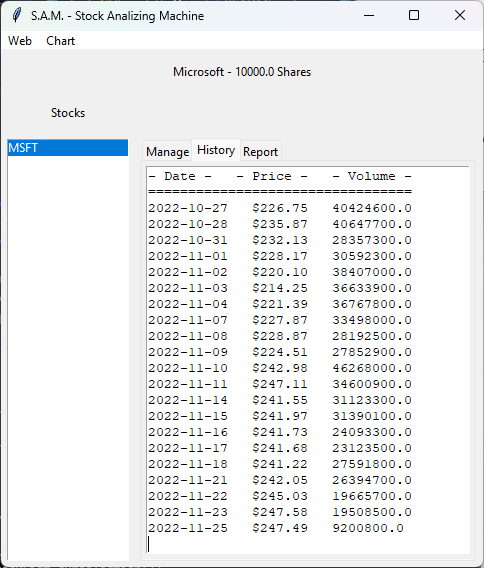 S.A.M. - Stock Analizing Machine
Web Chart
Microsoft - 10000.0 Shares
Stocks
MSFT
Manage History Report
- Date - - Price - - Volume -
=================================
2022-10-27 $226.75 40424600.0
2022-10-28 $235.87 40647700.0
2022-10-31 $232.13 28357300.0
2022-11-01 $228.17 30592300.0
2022-11-02 $220.10 38407000.0
2022-11-03 $214.25 36633900.0
2022-11-04 $221.39 36767800.0
2022-11-07 $227.87 33498000.0
2022-11-08 $228.87 28192500.0
2022-11-09 $224.51 27852900.0
2022-11-10 $242.98 46268000.0
2022-11-11 $247.11 34600900.0
2022-11-14 $241.55 31123300.0
2022-11-15 $241.97 31390100.0
2022-11-16 $241.73 24093300.0
2022-11-17 $241.68 23123500.0
2022-11-18 $241.22 27591800.0
2022-11-21 $242.05 26394700.0
2022-11-22 $245.03 19665700.0
2022-11-23 $247.58 19508500.0
2022-11-25 $247.49 9200800.0